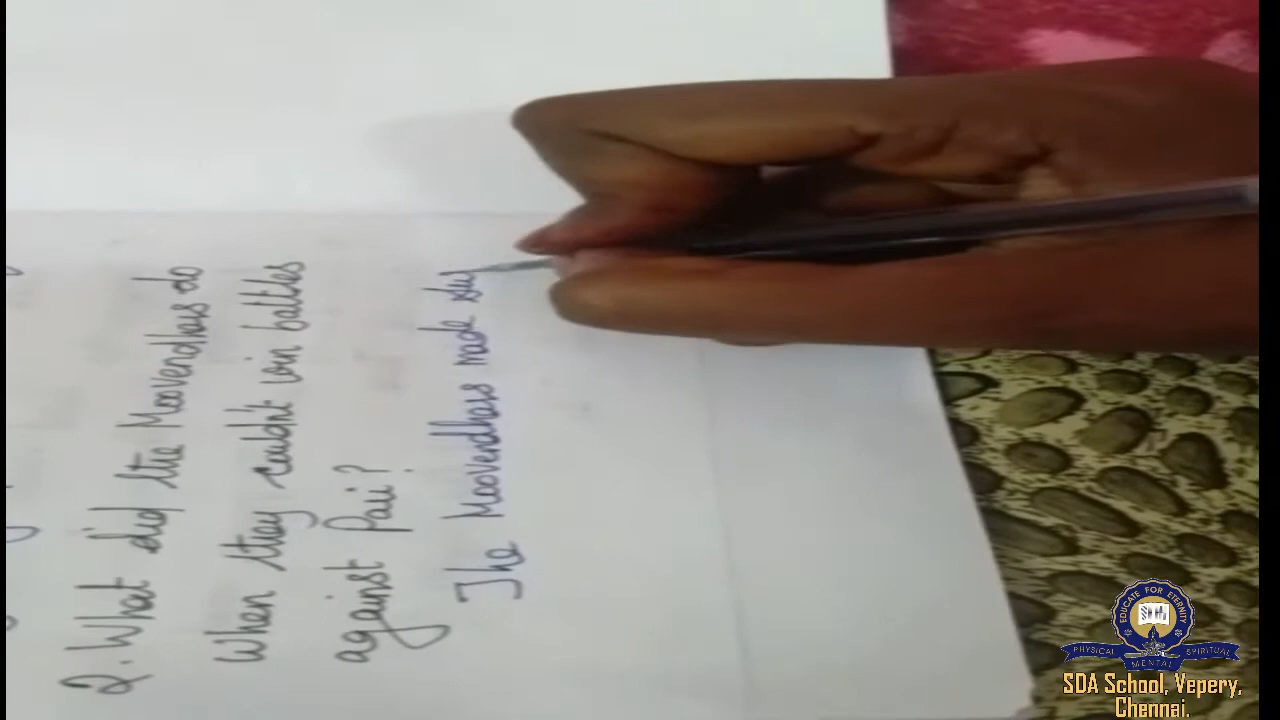 2. What did the Moovendhars do
when they couldn't win battles
against Pari?
The Moovendhars made
EDUCATE FOR ETERNITY
PHYSICAL MENTAL SPIRITUAL
SDA School, Vepery,
Chennai.